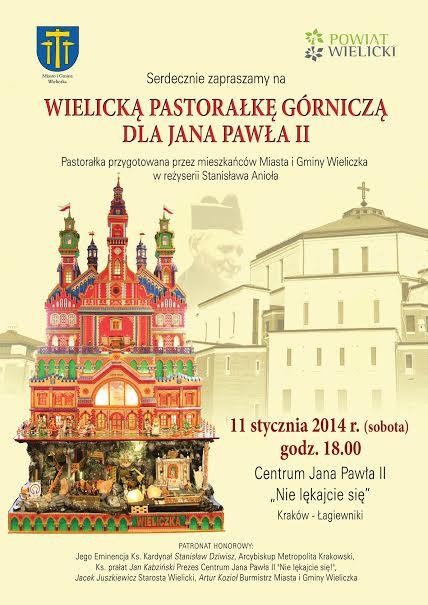 Miasto i Gmina
Wieliczka
POWIAT
WIELICKI
Serdecznie zapraszamy na
WIELICKĄ PASTORAŁKĘ GÓRNICZĄ
DLA JANA PAWŁA II
Pastorałka przygotowana przez mieszkańców Miasta i Gminy Wieliczka
w reżyserii Stanisława Anioła
11 stycznia 2014 r. (sobota)
godz. 18.00
Centrum Jana Pawła II
„Nie lękajcie się”
Kraków - Łagiewniki
WIELICZKA
PATRONAT HONOROWY:
Jego Eminencja Ks. Kardynał Stanisław Dziwisz, Arcybiskup Metropolita Krakowski,
Ks. prałat Jan Kabziński Prezes Centrum Jana Pawła II "Nie lękajcie się!",
Jacek Juszkiewicz Starosta Wielicki, Artur Kozioł Burmistrz Miasta i Gminy Wieliczka